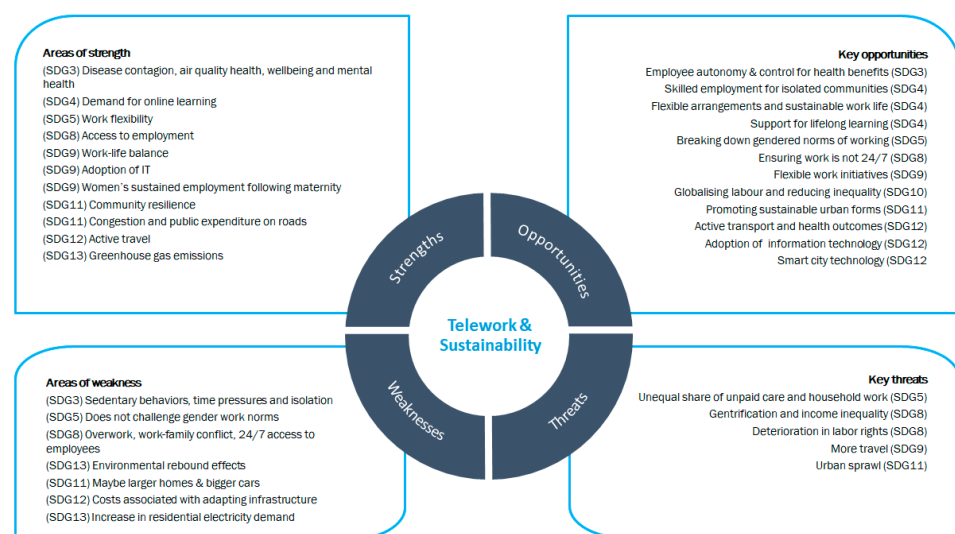 Areas of strength
(SDG3) Disease contagion, air quality health, wellbeing and mental
health
(SDG4) Demand for online learning
(SDG5) Work flexibility
(SDG8) Access to employment
(SDG9) Work-life balance
(SDG9) Adoption of IT
(SDG9) Women's sustained employment following maternity
(SDG11) Community resilience
(SDG11) Congestion and public expenditure on roads
(SDG12) Active travel
(SDG13) Greenhouse gas emissions
Key opportunities
Employee autonomy & control for health benefits (SDG3)
Skilled employment for isolated communities (SDG4)
Flexible arrangements and sustainable work life (SDG4)
Support for lifelong learning (SDG4)
Breaking down gendered norms of working (SDG5)
Ensuring work is not 24/7 (SDG8)
Flexible work initiatives (SDG9)
Globalising labour and reducing inequality (SDG10)
Promoting sustainable urban forms (SDG11)
Active transport and health outcomes (SDG12)
Adoption of information technology (SDG12)
Smart city technology (SDG12
Strengths
Opportunities
Telework &
Sustainability
Weaknesses
Threats
Areas of weakness
(SDG3) Sedentary behaviors, time pressures and isolation
(SDG5) Does not challenge gender work norms
(SDG8) Overwork, work-family conflict, 24/7 access to
employees
(SDG13) Environmental rebound effects
(SDG11) Maybe larger homes & bigger cars
(SDG12) Costs associated with adapting infrastructure
(SDG13) Increase in residential electricity demand
Key threats
Unequal share of unpaid care and household work (SDG5)
Gentrification and income inequality (SDG8)
Deterioration in labor rights (SDG8)
More travel (SDG9)
Urban sprawl (SDG11)